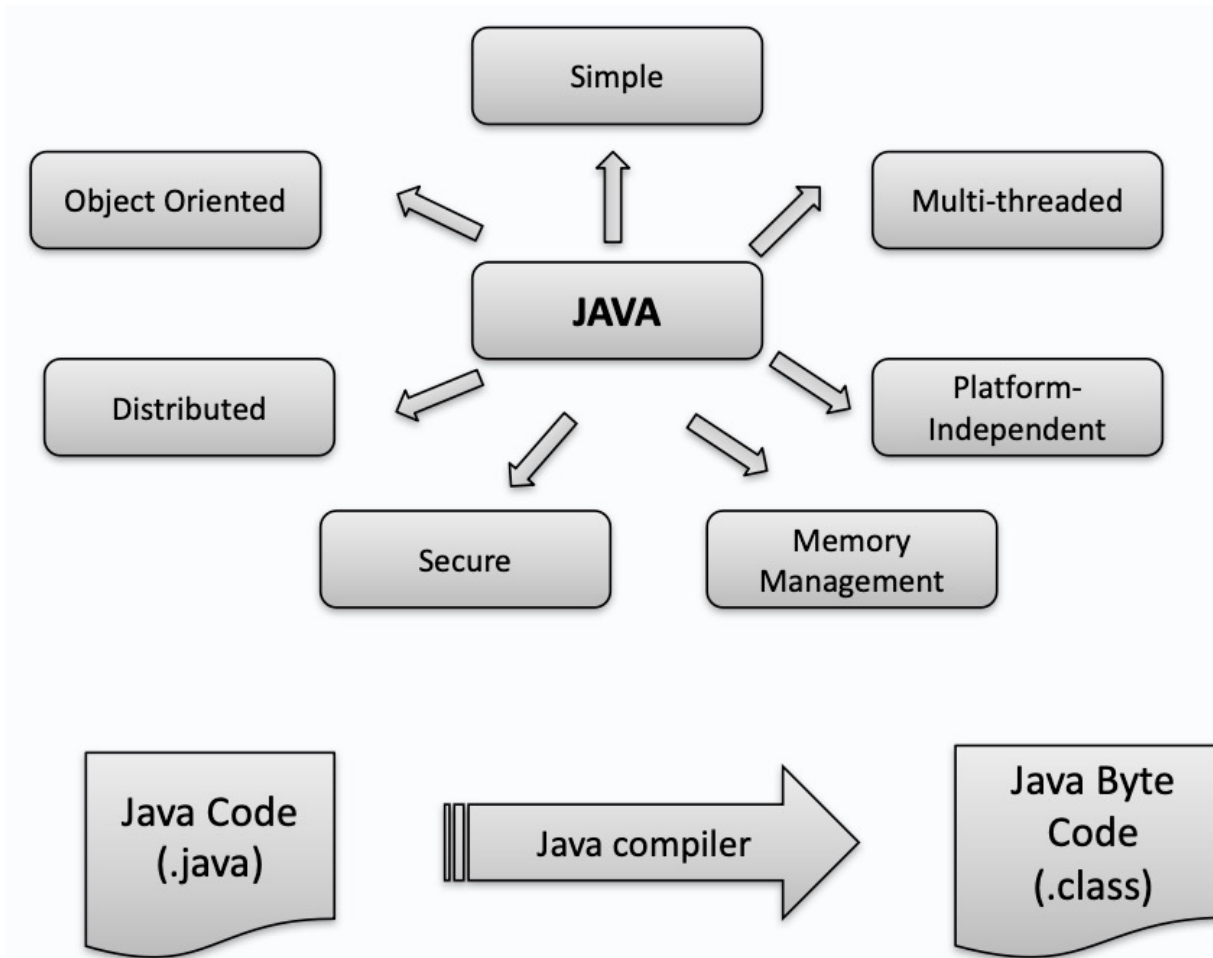 Simple
Object Oriented
Multi-threaded
JAVA
Distributed
Platform-
Independent
Secure
Memory
Management
Java Code
(.java)
Java compiler
Java Byte
Code
(.class)